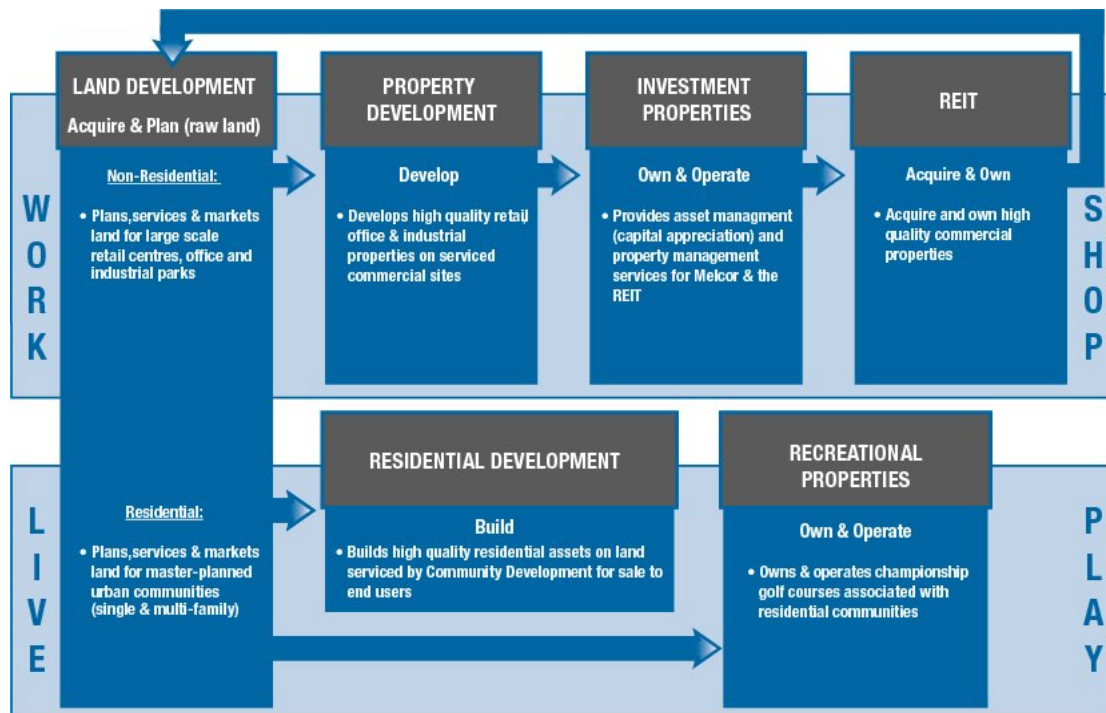 LAND DEVELOPMENT
Acquire & Plan (raw land)
Non-Residential:
• Plans,services & markets
land for large scale
retail centres, office and
industrial parks
PROPERTY
DEVELOPMENT
Develop
• Develops high quality retail,
office & industrial
properties on serviced
commercial sites
INVESTMENT
PROPERTIES
Own & Operate
• Provides asset managment
(capital appreciation) and
property management
services for Melcor & the
REIT
REIT
Acquire & Own
• Acquire and own high
quality commercial
properties
WORK
SHOP
Residential:
• Plans,services & markets
land for master-planned
urban communities
(single & multi-family)
RESIDENTIAL DEVELOPMENT
Build
• Builds high quality residential assets on land
serviced by Community Development for sale to
end users
RECREATIONAL
PROPERTIES
Own & Operate
• Owns & operates championship
golf courses associated with
residential communities
LIVE
PLAY